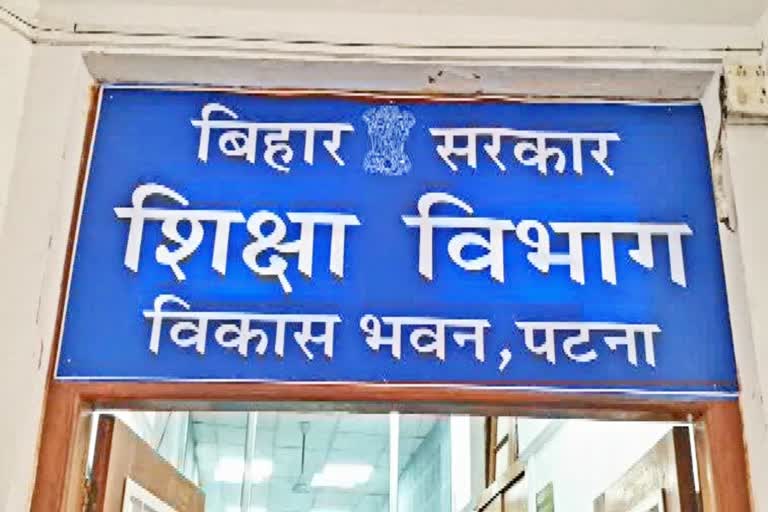 बिहार सरकार
शिक्षा विभाग
विकास भवन, पटना